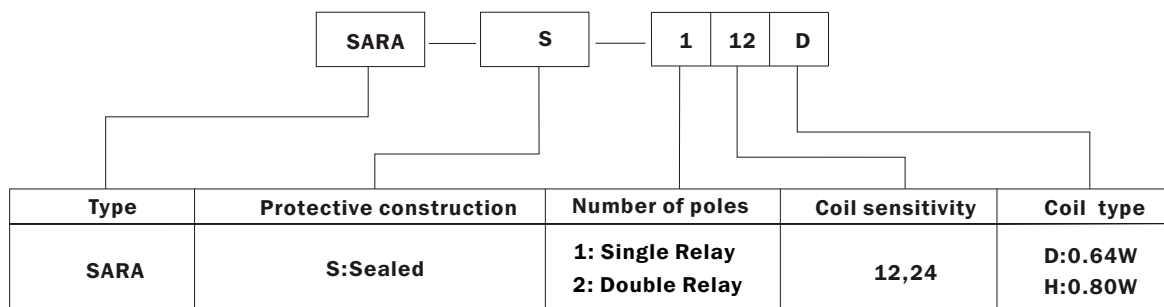 SARA S 1 12 D
Type Protective construction Number of poles Coil sensitivity Coil type
SARA S:Sealed 1: Single Relay 12,24 D:0.64W
2: Double Relay H:0.80W